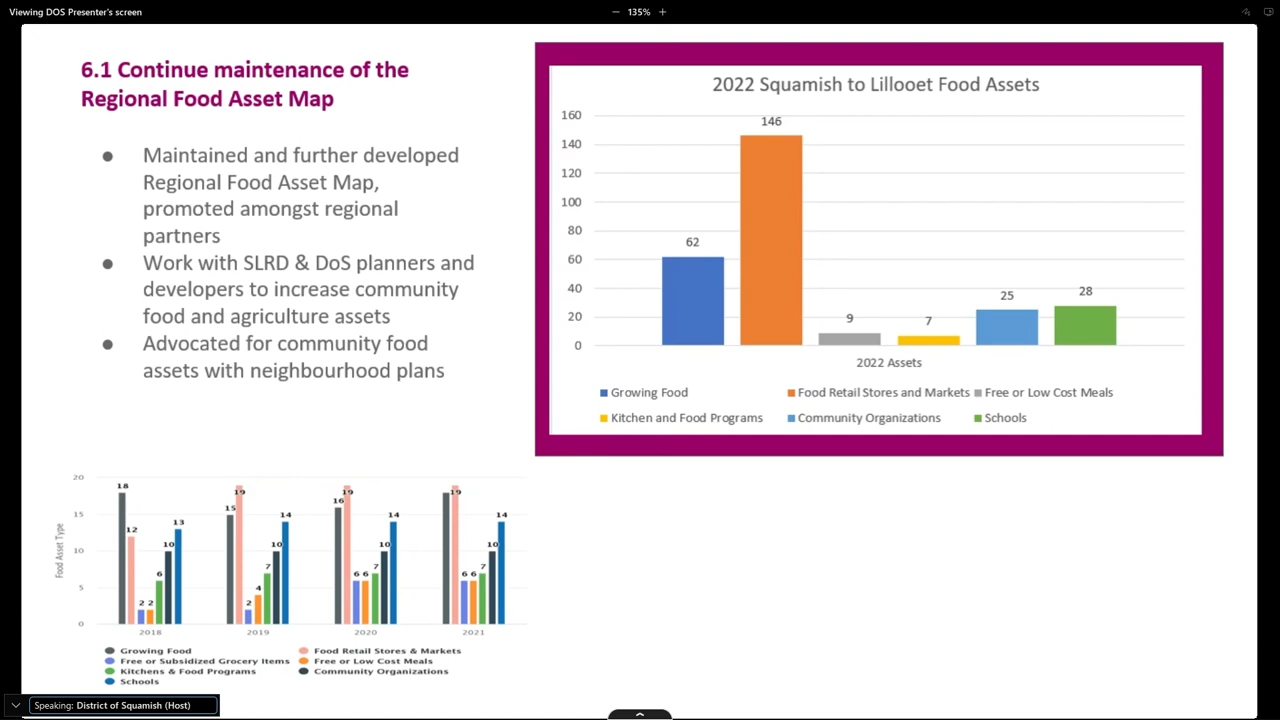 Viewing DOS Presenter's screen
135%
6.1 Continue maintenance of the
Regional Food Asset Map
● Maintained and further developed
Regional Food Asset Map,
promoted amongst regional
partners
● Work with SLRD & DoS planners and
developers to increase community
food and agriculture assets
● Advocated for community food
assets with neighbourhood plans
2022 Squamish to Lillooet Food Assets
160
140
120
100
80
60
40
20
0
62
146
9
7
25
28
2022 Assets
Growing Food
Food Retail Stores and Markets
Free or Low Cost Meals
Kitchen and Food Programs
Community Organizations
Schools
Food Asset Type
20
15
10
5
0
18 12 2 2 6 10 13
15 19 2 4 7 10 14
16 19 6 6 7 10 14
19 6 6 7 10 14
2018 2019 2020 2021
Growing Food
Food Retail Stores & Markets
Free or Subsidized Grocery Items
Free or Low Cost Meals
Kitchens & Food Programs
Community Organizations
Schools
Speaking: District of Squamish (Host)